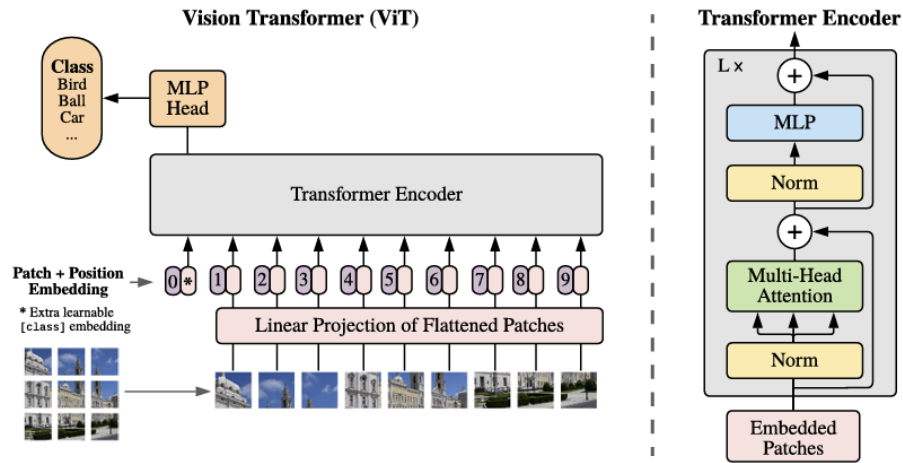 Vision Transformer (ViT)
Class
Bird
Ball
Car
...
MLP
Head
Transformer Encoder
Patch + Position
Embedding
0 * 1 2 3 4 5 6 7 8 9
* Extra learnable
[class] embedding
Linear Projection of Flattened Patches
Transformer Encoder
L ×
+
MLP
Norm
+
Multi-Head
Attention
Norm
Embedded
Patches